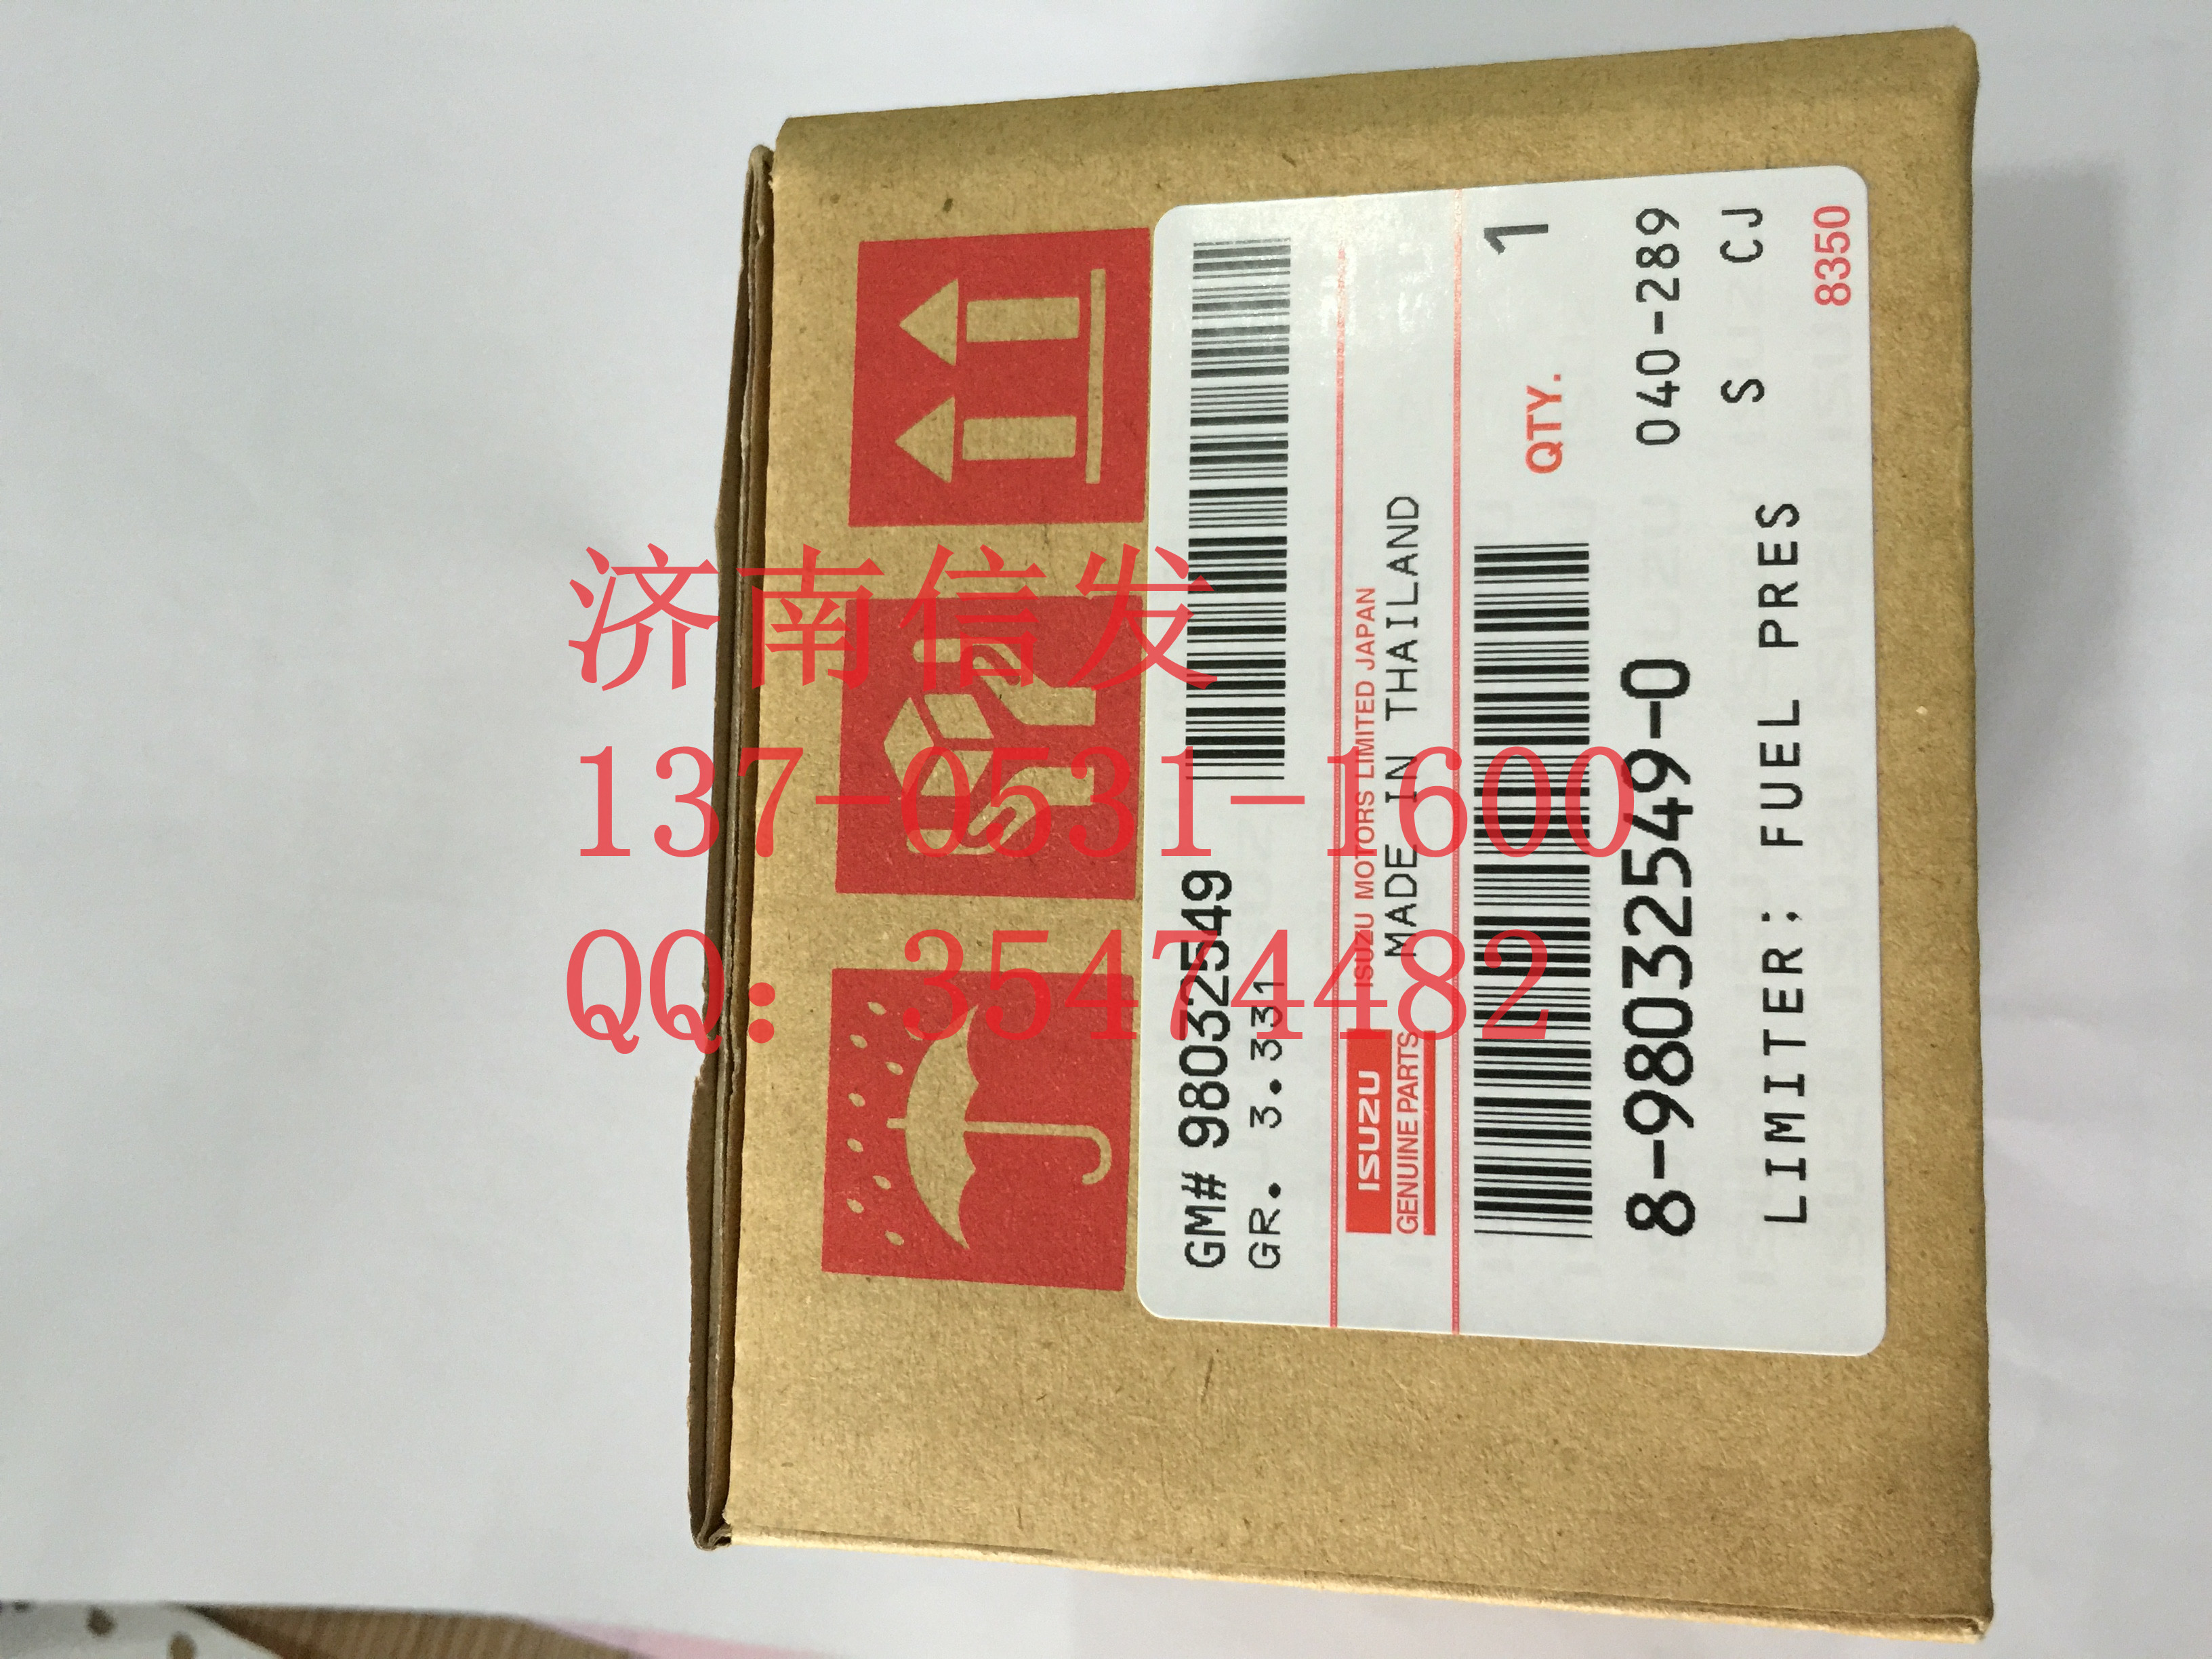 济南信发
137-0531-1600
QQ: 35474482
GM# 98032549
GR. 3.331
ISUZU
GENUINE PARTS
ISUZU MOTORS LIMITED JAPAN
MADE IN THAILAND
QTY. 1
8-98032549-0
040-289
LIMITER; FUEL PRES
S CJ
8350